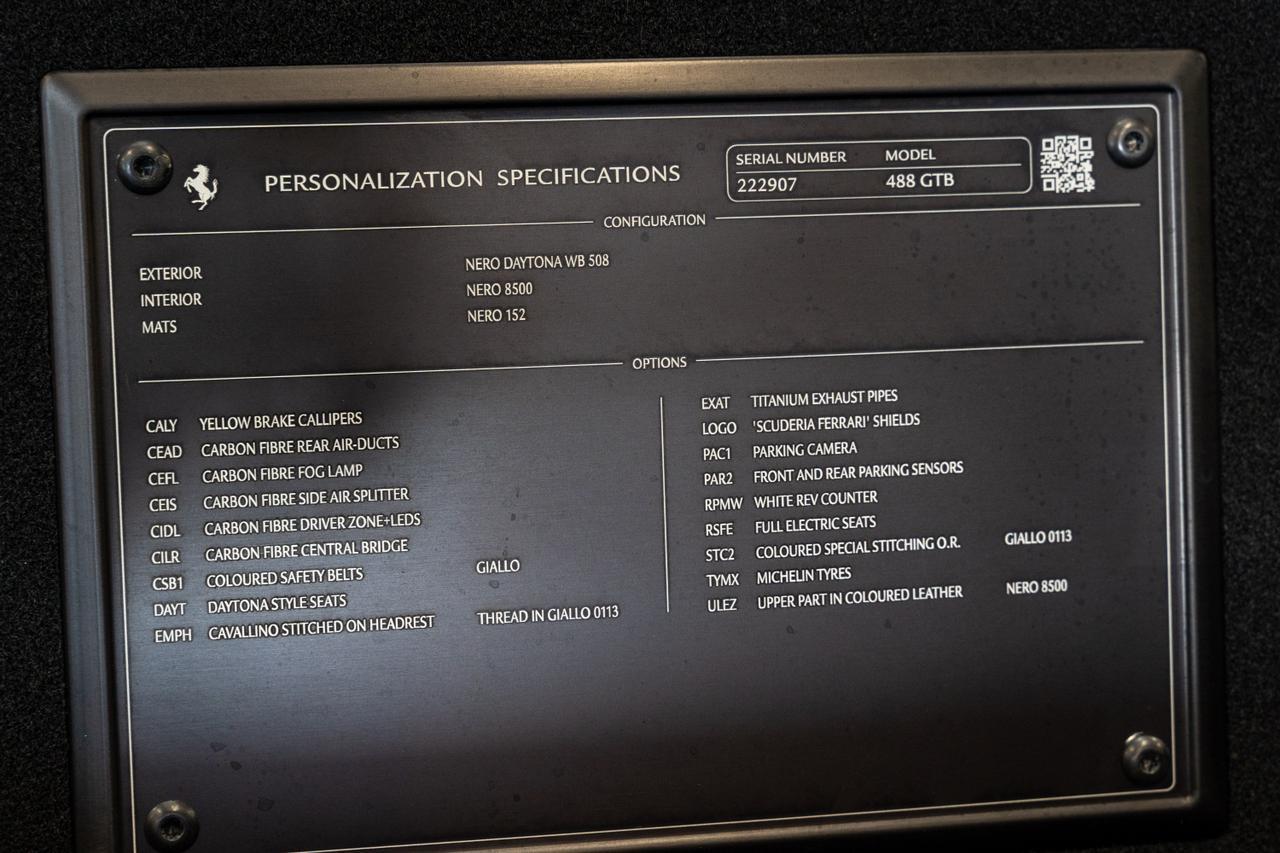 PERSONALIZATION SPECIFICATIONS
SERIAL NUMBER MODEL
222907 488 GTB
CONFIGURATION
EXTERIOR NERO DAYTONA WB 508
INTERIOR NERO 8500
MATS NERO 152
OPTIONS
CALY YELLOW BRAKE CALLIPERS
CEAD CARBON FIBRE REAR AIR-DUCTS
CEFL CARBON FIBRE FOG LAMP
CEIS CARBON FIBRE SIDE AIR SPLITTER
CIDL CARBON FIBRE DRIVER ZONE+LEDS
CILR CARBON FIBRE CENTRAL BRIDGE
CSB1 COLOURED SAFETY BELTS GIALLO
DAYT DAYTONA STYLE SEATS
EMPH CAVALLINO STITCHED ON HEADREST THREAD IN GIALLO 0113
EXAT TITANIUM EXHAUST PIPES
LOGO 'SCUDERIA FERRARI' SHIELDS
PAC1 PARKING CAMERA
PAR2 FRONT AND REAR PARKING SENSORS
RPMW WHITE REV COUNTER
RSFE FULL ELECTRIC SEATS
STC2 COLOURED SPECIAL STITCHING O.R. GIALLO 0113
TYMX MICHELIN TYRES
ULEZ UPPER PART IN COLOURED LEATHER NERO 8500